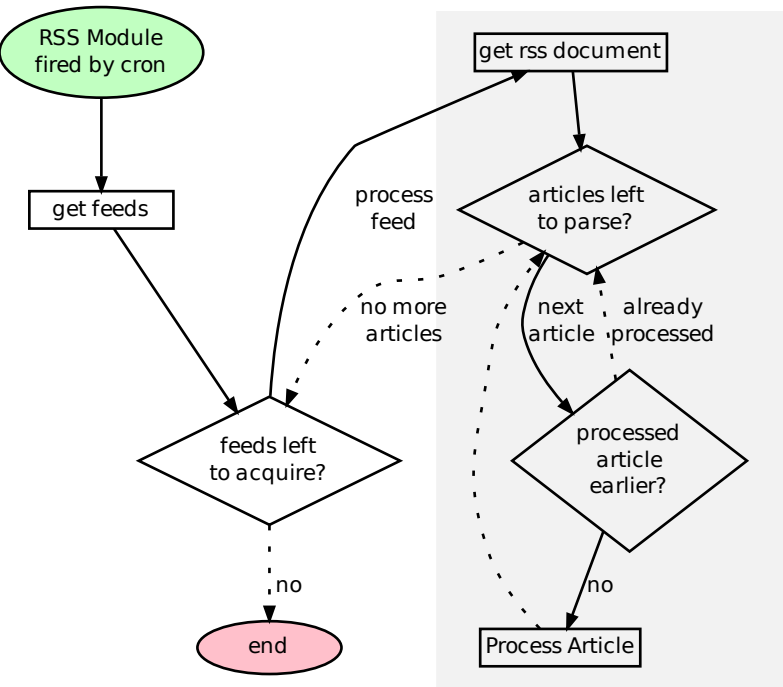 RSS Module
fired by cron
get feeds
feeds left
to acquire?
no
end
process
feed
no more
articles
get rss document
articles left
to parse?
next
article
already
processed
processed
article
earlier?
no
Process Article